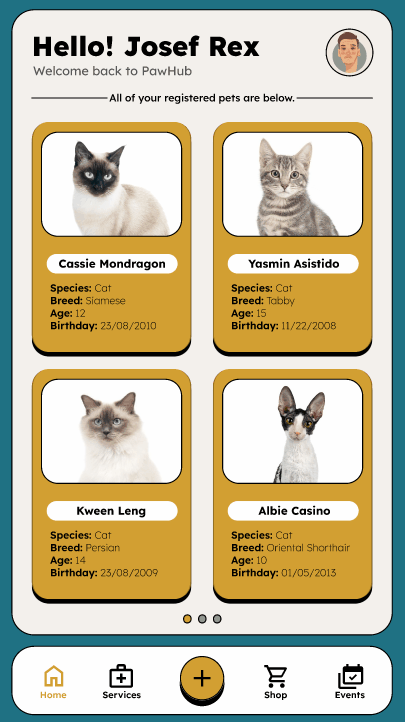 Hello! Josef Rex
Welcome back to PawHub
All of your registered pets are below.
Cassie Mondragon
Species: Cat
Breed: Siamese
Age: 12
Birthday: 23/08/2010
Yasmin Asistido
Species: Cat
Breed: Tabby
Age: 15
Birthday: 11/22/2008
Kween Leng
Species: Cat
Breed: Persian
Age: 14
Birthday: 23/08/2009
Albie Casino
Species: Cat
Breed: Oriental Shorthair
Age: 10
Birthday: 01/05/2013
Home
Services
Shop
Events